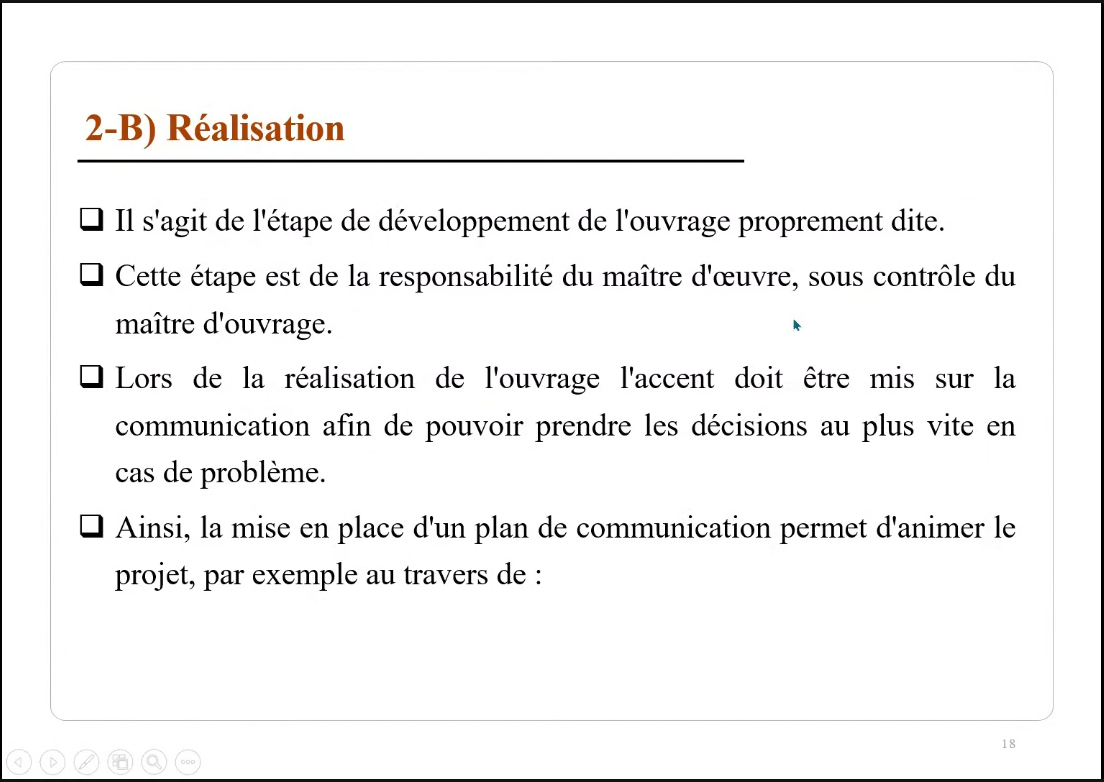 2-B) Réalisation
Il s'agit de l'étape de développement de l'ouvrage proprement dite.
Cette étape est de la responsabilité du maître d'œuvre, sous contrôle du
maître d'ouvrage.
Lors de la réalisation de l'ouvrage l'accent doit être mis sur la
communication afin de pouvoir prendre les décisions au plus vite en
cas de problème.
Ainsi, la mise en place d'un plan de communication permet d'animer le
projet, par exemple au travers de :
18